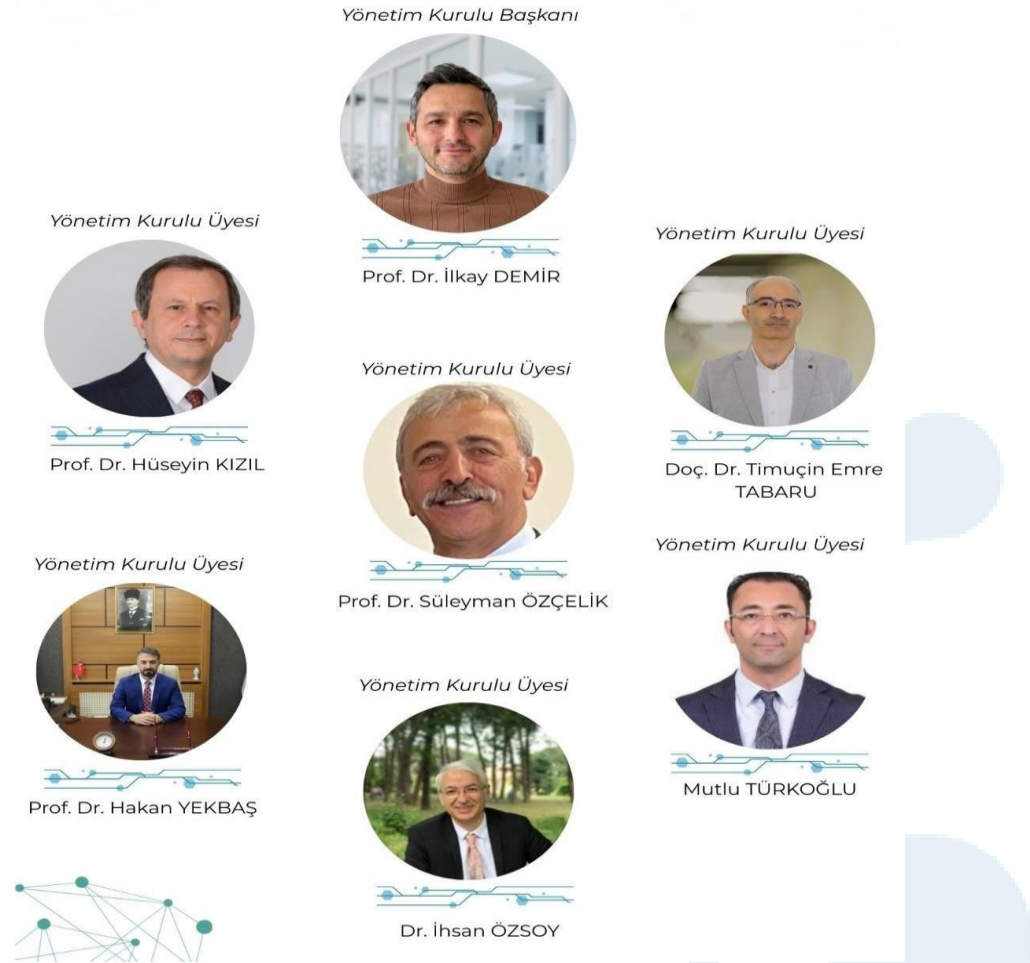 Yönetim Kurulu Başkanı
Prof. Dr. İlkay DEMİR
Yönetim Kurulu Üyesi
Prof. Dr. Hüseyin KIZIL
Yönetim Kurulu Üyesi
Prof. Dr. Süleyman ÖZÇELİK
Yönetim Kurulu Üyesi
Doç. Dr. Timuçin Emre
TABARU
Yönetim Kurulu Üyesi
Prof. Dr. Hakan YEKBAŞ
Yönetim Kurulu Üyesi
Dr. İhsan ÖZSOY
Yönetim Kurulu Üyesi
Mutlu TÜRKOĞLU